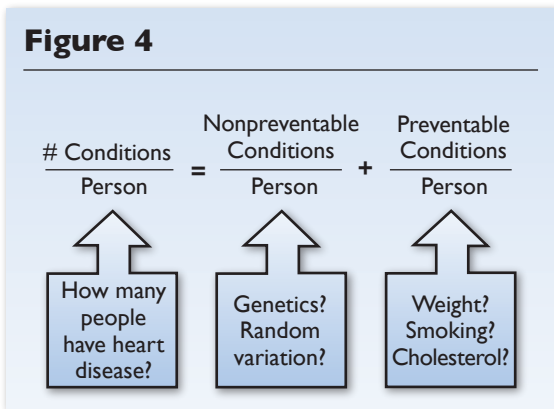 Figure 4
# Conditions
Person
=
Nonpreventable
Conditions
Person
+
Preventable
Conditions
Person
How many
people
have heart
disease?
Genetics?
Random
variation?
Weight?
Smoking?
Cholesterol?